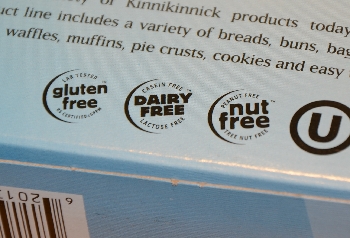 of Kinnikinnick products today
uct line includes a variety of breads, buns, bag
waffles, muffins, pie crusts, cookies and easy
LAB TESTED
gluten
free
CASEIN FREE
DAIRY
FREE
LACTOSE FREE
PEANUT FREE
nut
free
TREE NUT FREE
U